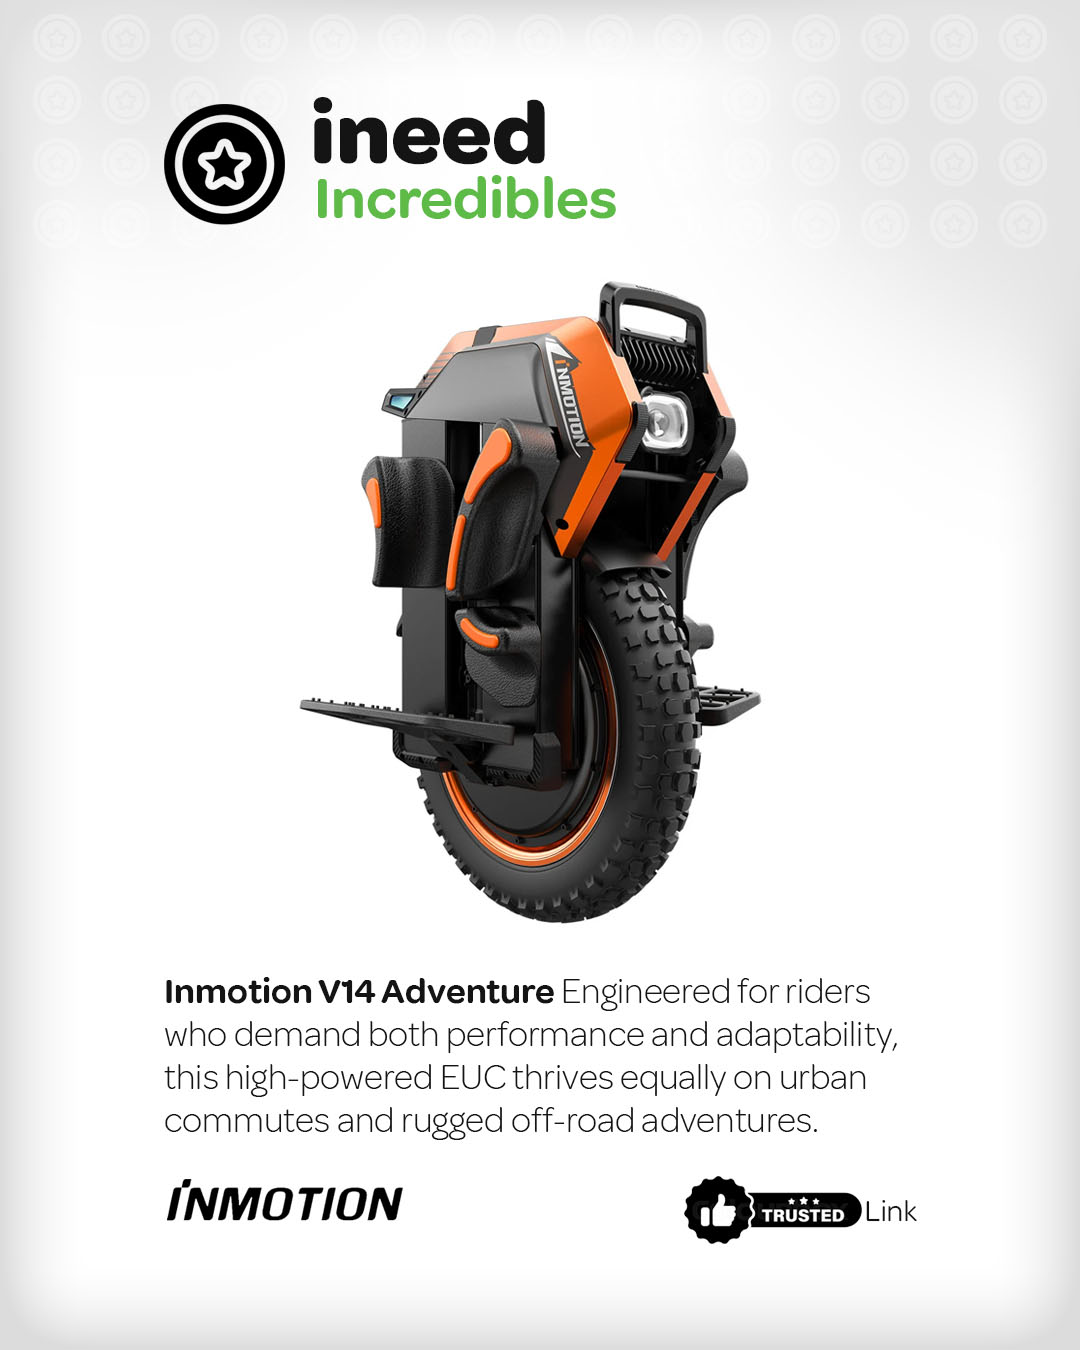 ineed
Incredibles
INMOTION
Inmotion V14 Adventure Engineered for riders
who demand both performance and adaptability,
this high-powered EUC thrives equally on urban
commutes and rugged off-road adventures.
INMOTION
TRUSTED Link